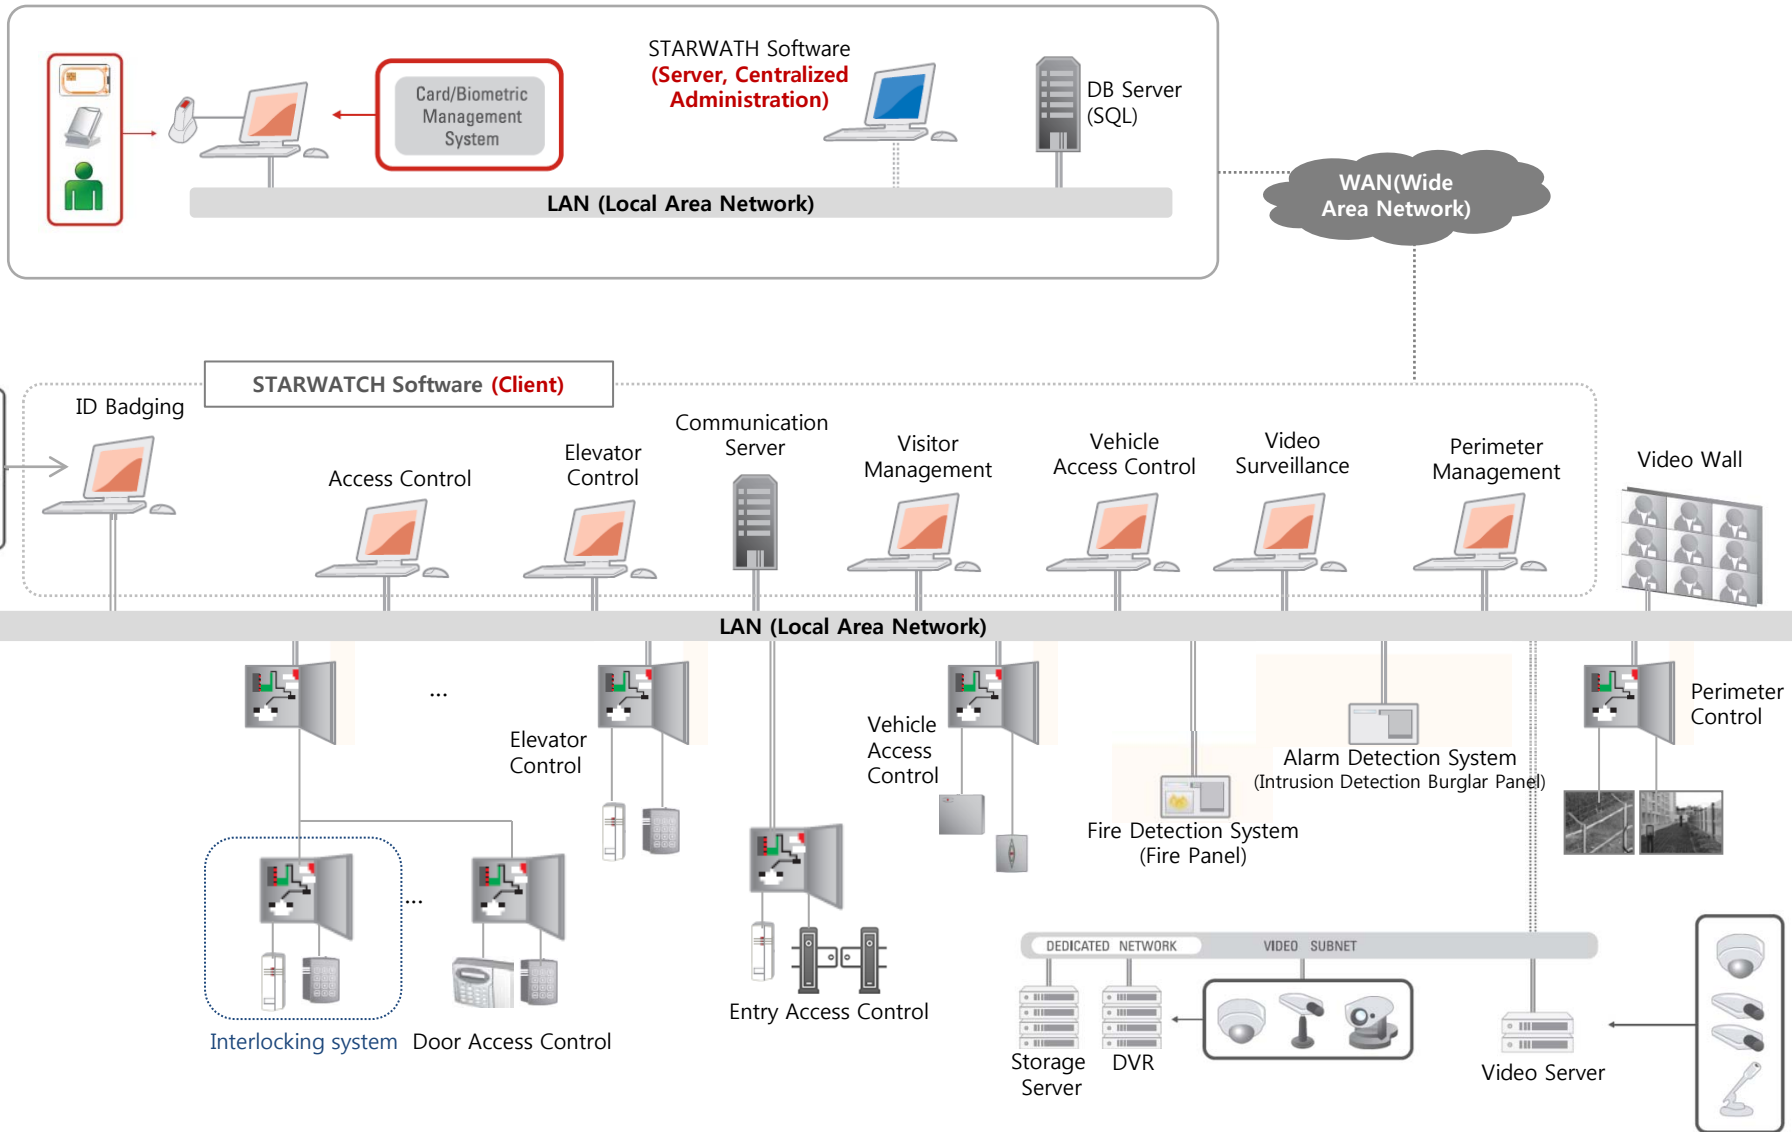 STARWATH Software
(Server, Centralized
Administration)
Card/Biometric
Management
System
DB Server
(SQL)
LAN (Local Area Network)
WAN(Wide
Area Network)
STARWATCH Software (Client)
ID Badging
Access Control
Elevator
Control
Communication
Server
Visitor
Management
Vehicle
Access Control
Video
Surveillance
Perimeter
Management
Video Wall
LAN (Local Area Network)
...
Elevator
Control
Vehicle
Access
Control
Alarm Detection System
(Intrusion Detection Burglar Panel)
Fire Detection System
(Fire Panel)
Perimeter
Control
...
Interlocking system
Door Access Control
Entry Access Control
DEDICATED NETWORK
VIDEO SUBNET
Storage
Server
DVR
Video Server